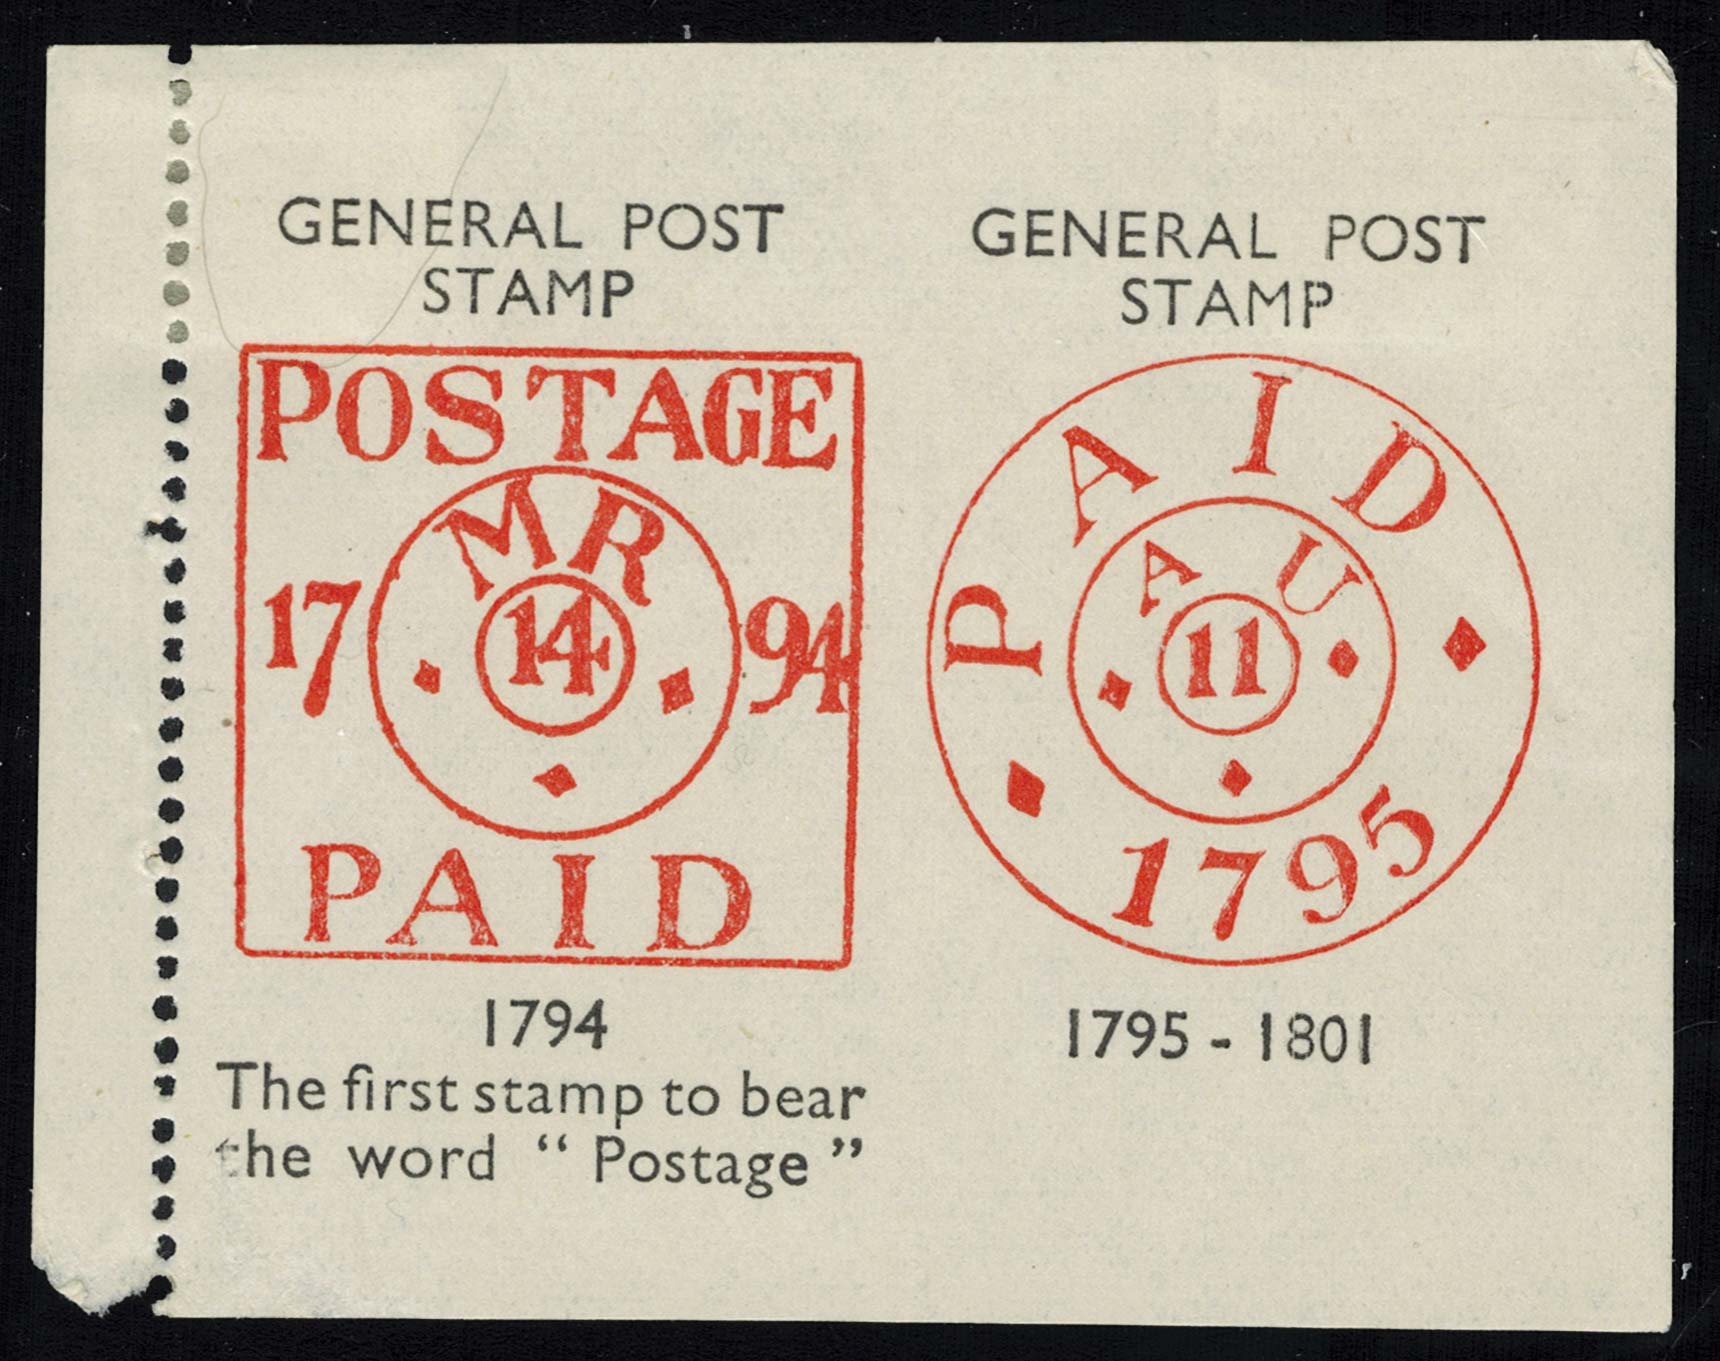 GENERAL POST
STAMP
POSTAGE
MR
17 14 94
PAID
1794
The first stamp to bear
the word “ Postage ”
GENERAL POST
STAMP
PAID
A U
11
1795
1795 - 1801